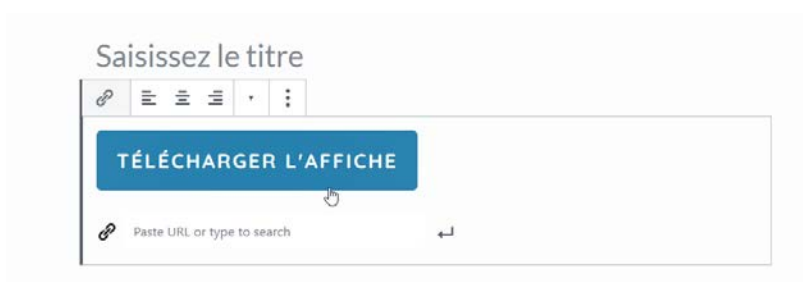 Saisissez le titre
TÉLÉCHARGER L'AFFICHE
Paste URL or type to search